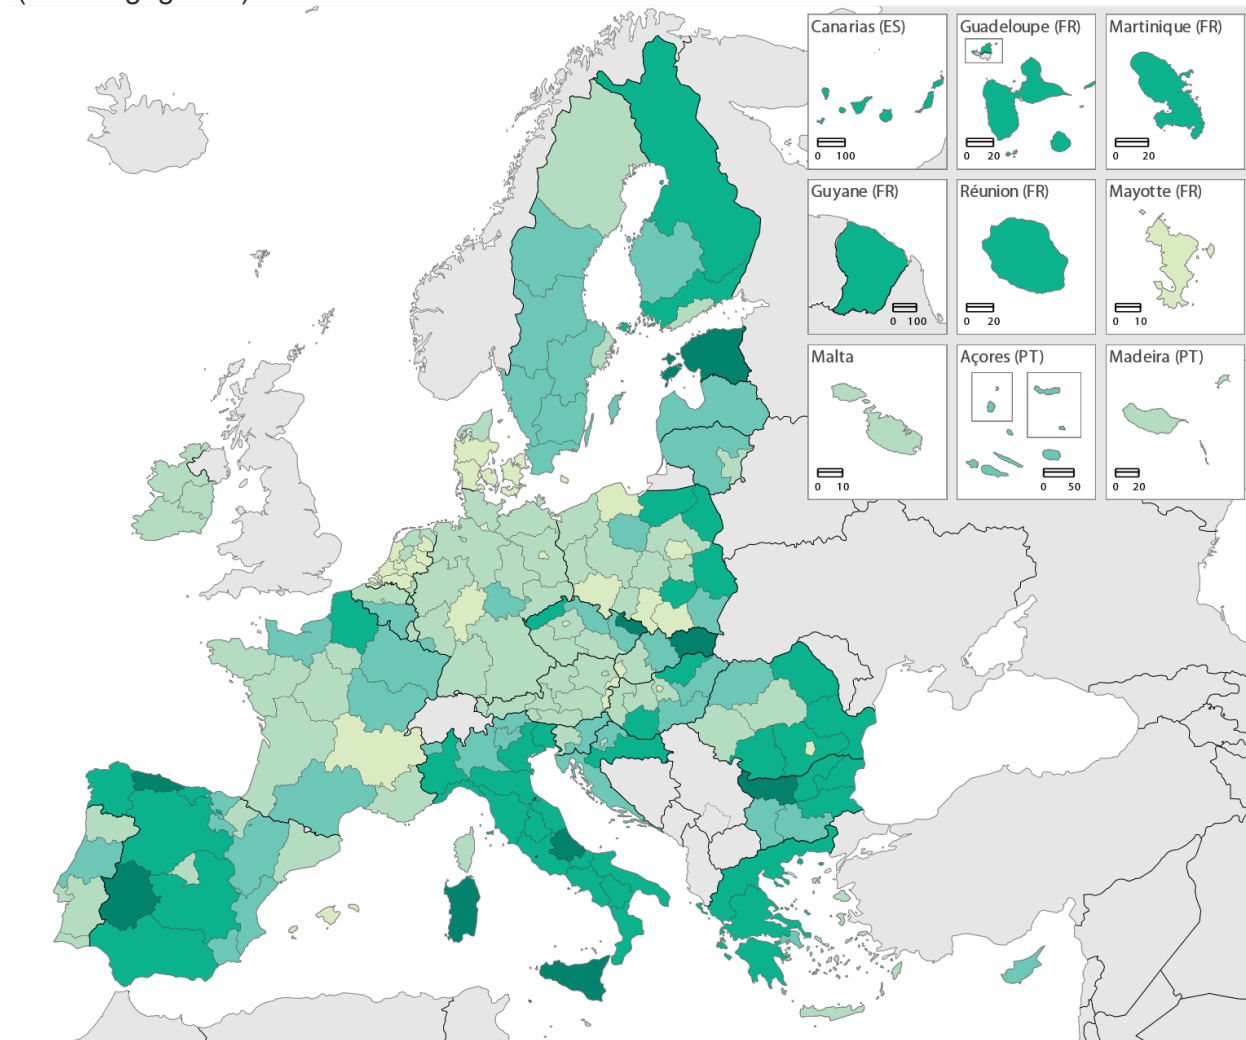 Canarias (ES)
0 100
Guadeloupe (FR)
0 20
Martinique (FR)
0 20
Guyane (FR)
0 100
Réunion (FR)
0 20
Mayotte (FR)
0 10
Malta
0 10
Açores (PT)
0 50
Madeira (PT)
0 20